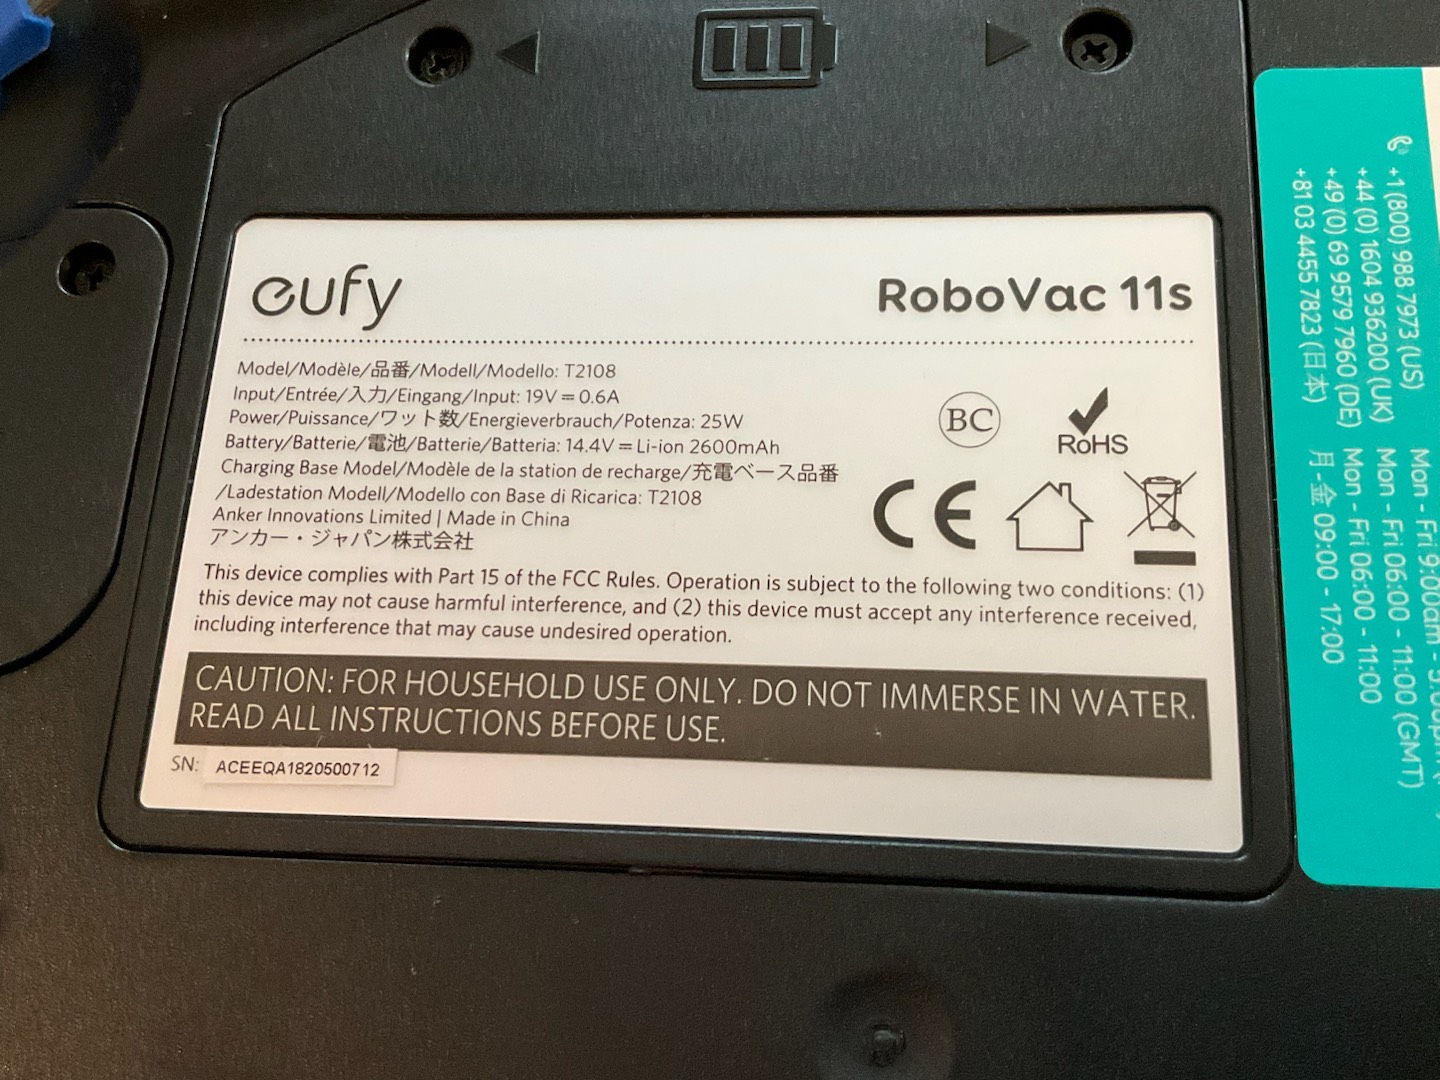 eufy
RoboVac 11s
Model/Modèle/品番/Modell/Modello: T2108
Input/Entrée/入力/Eingang/Input: 19V⎓0.6A
Power/Puissance/ワット数/Energieverbrauch/Potenza: 25W
Battery/Batterie/電池/Batterie/Batteria: 14.4V⎓Li-ion 2600mAh
Charging Base Model/Modèle de la station de recharge/充電ベース品番
/Ladestation Modell/Modello con Base di Ricarica: T2108
Anker Innovations Limited | Made in China
アンカー・ジャパン株式会社
BC
RoHS
CE
This device complies with Part 15 of the FCC Rules. Operation is subject to the following two conditions: (1)
this device may not cause harmful interference, and (2) this device must accept any interference received,
including interference that may cause undesired operation.
CAUTION: FOR HOUSEHOLD USE ONLY. DO NOT IMMERSE IN WATER.
READ ALL INSTRUCTIONS BEFORE USE.
SN: ACEEQA1820500712
+1 (800) 988 7973 (US) Mon - Fri 9:00am -
+44 (0) 1604 936200 (UK) Mon - Fri 06:00 - 11:00 (GMT)
+49 (0) 69 9579 7960 (DE) Mon - Fri 06:00 - 11:00
+81 03 4455 7823 (日本) 月-金 09:00 - 17:00